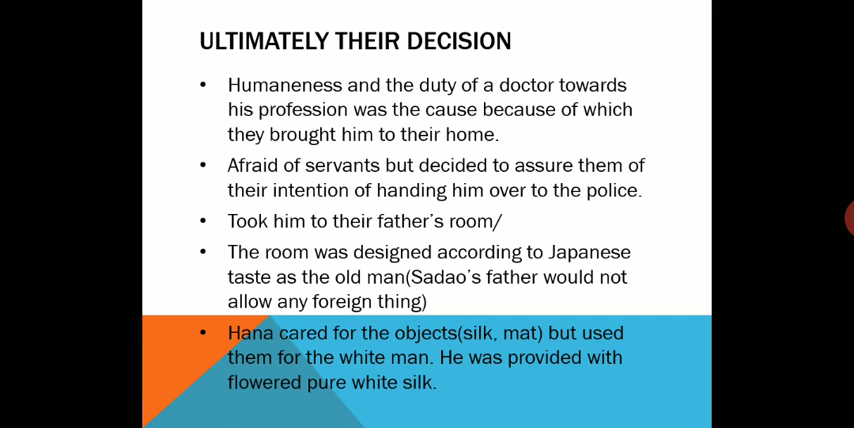 ULTIMATELY THEIR DECISION
• Humaneness and the duty of a doctor towards
his profession was the cause because of which
they brought him to their home.
• Afraid of servants but decided to assure them of
their intention of handing him over to the police.
• Took him to their father's room/
• The room was designed according to Japanese
taste as the old man(Sadao's father would not
allow any foreign thing)
• Hana cared for the objects(silk, mat) but used
them for the white man. He was provided with
flowered pure white silk.